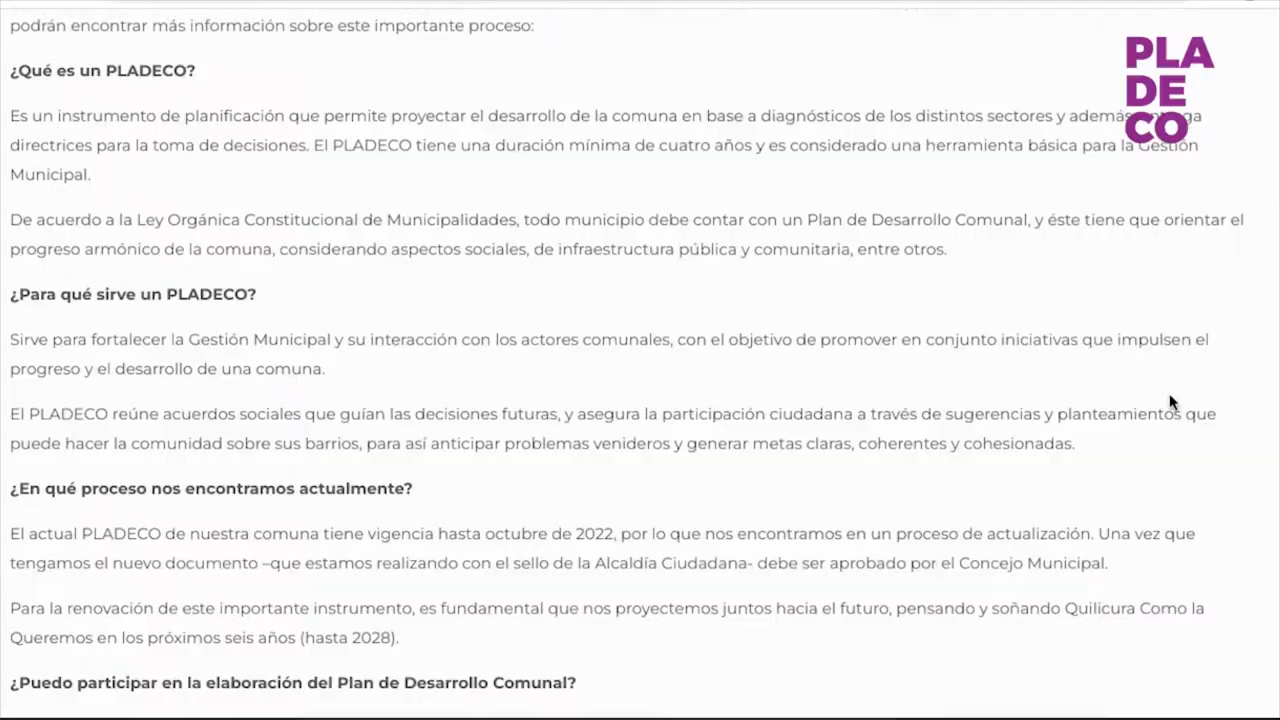 podrán encontrar más información sobre este importante proceso:
PLA
DE
CO
¿Qué es un PLADECO?
Es un instrumento de planificación que permite proyectar el desarrollo de la comuna en base a diagnósticos de los distintos sectores y además
directrices para la toma de decisiones. El PLADECO tiene una duración mínima de cuatro años y es considerado una herramienta básica para la Gestión
Municipal.
De acuerdo a la Ley Orgánica Constitucional de Municipalidades, todo municipio debe contar con un Plan de Desarrollo Comunal, y éste tiene que orientar el
progreso armónico de la comuna, considerando aspectos sociales, de infraestructura pública y comunitaria, entre otros.
¿Para qué sirve un PLADECO?
Sirve para fortalecer la Gestión Municipal y su interacción con los actores comunales, con el objetivo de promover en conjunto iniciativas que impulsen el
progreso y el desarrollo de una comuna.
El PLADECO reúne acuerdos sociales que guían las decisiones futuras, y asegura la participación ciudadana a través de sugerencias y planteamientos que
puede hacer la comunidad sobre sus barrios, para así anticipar problemas venideros y generar metas claras, coherentes y cohesionadas.
¿En qué proceso nos encontramos actualmente?
El actual PLADECO de nuestra comuna tiene vigencia hasta octubre de 2022, por lo que nos encontramos en un proceso de actualización. Una vez que
tengamos el nuevo documento –que estamos realizando con el sello de la Alcaldía Ciudadana- debe ser aprobado por el Concejo Municipal.
Para la renovación de este importante instrumento, es fundamental que nos proyectemos juntos hacia el futuro, pensando y soñando Quilicura Como la
Queremos en los próximos seis años (hasta 2028).
¿Puedo participar en la elaboración del Plan de Desarrollo Comunal?